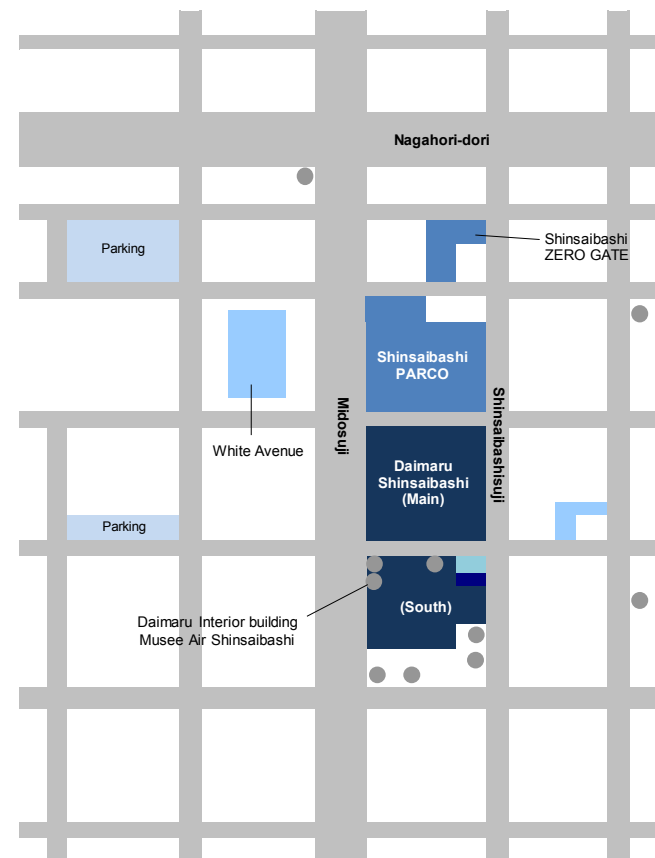 Nagahori-dori
Parking
Shinsaibashi
ZERO GATE
Shinsaibashi
PARCO
Midosuji
Shinsaibashisuji
White Avenue
Daimaru
Shinsaibashi
(Main)
Parking
(South)
Daimaru Interior building
Musee Air Shinsaibashi